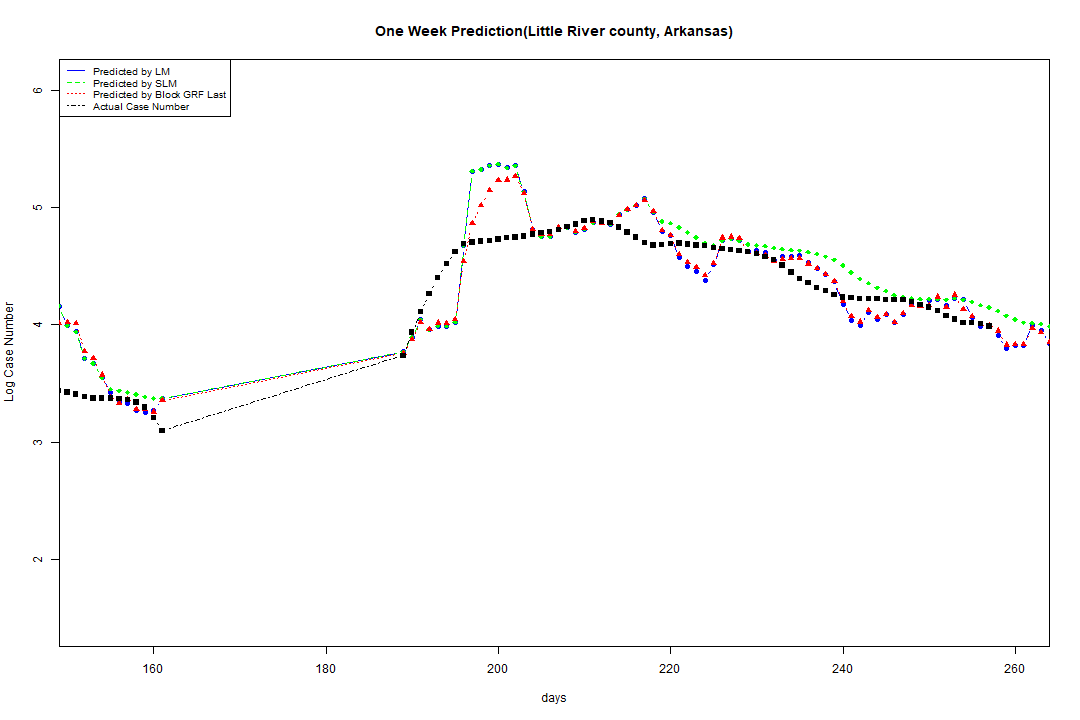 One Week Prediction(Little River county, Arkansas)
Predicted by LM
Predicted by SLM
Predicted by Block GRF Last
Actual Case Number
6
5
4
3
2
Log Case Number
160 180 200 220 240 260
days